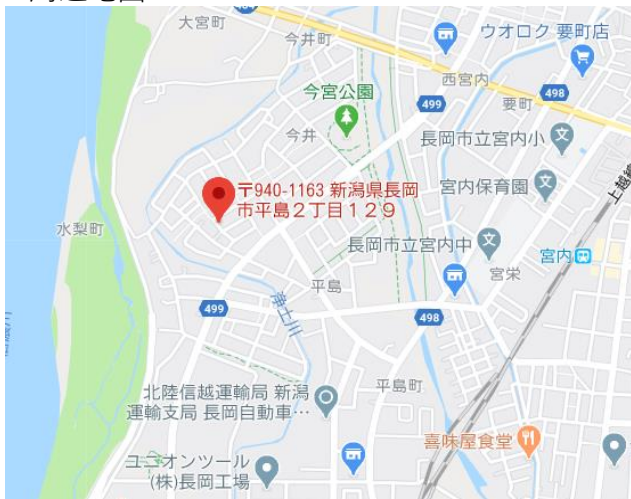 大宮町
今井町
ウオロク 要町店
西宮内
498
今宮公園
499
要町
今井
長岡市立宮内小
上越線
〒940-1163 新潟県長岡
市平島2丁目129
宮内保育園
水梨町
長岡市立宮内中
宮内
平島
宮栄
499
浄土川
498
北陸信越運輸局 新潟
運輸支局 長岡自動車…
平島町
喜味屋食堂
ユニオンツール
(株)長岡工場